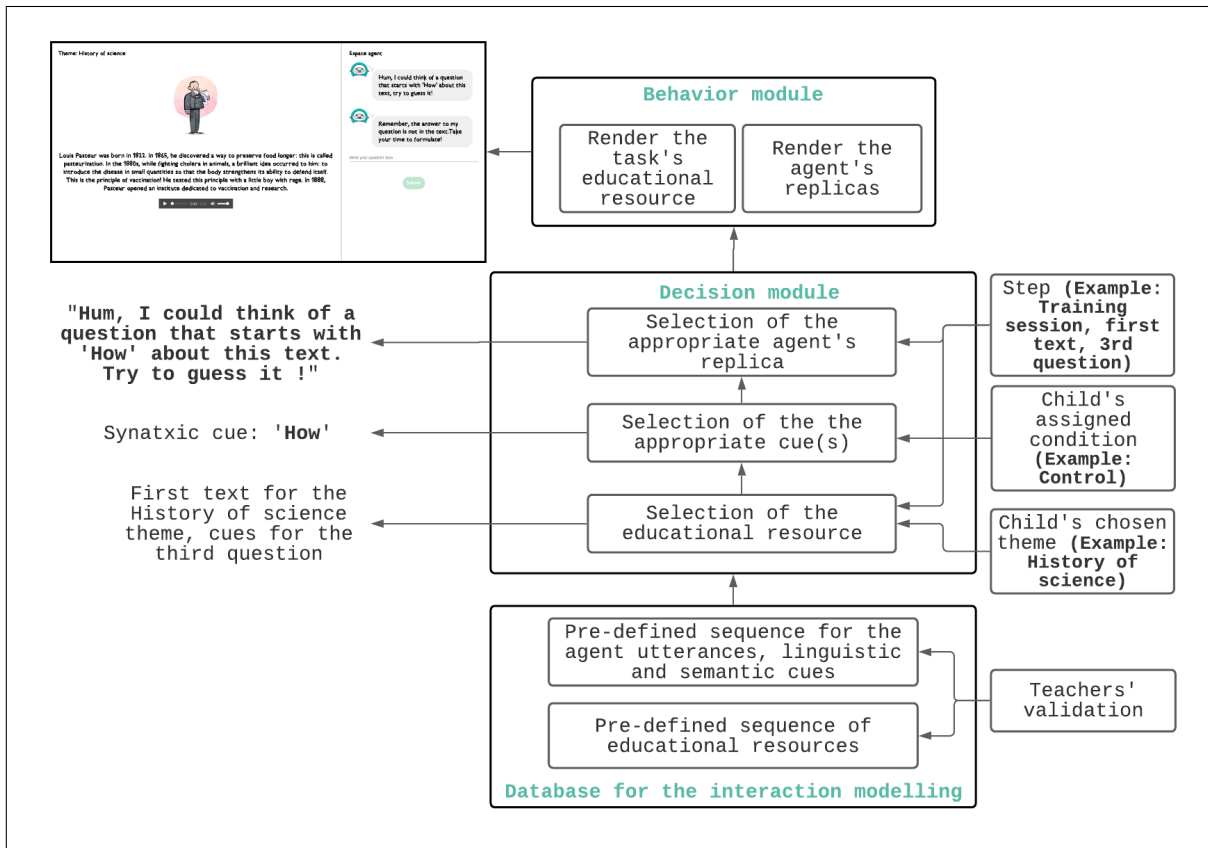 Theme: History of science
Louis Pasteur was born in 1822. In 1865, he discovered a way to preserve food longer: this is called
pasteurization. In the 1880s, while fighting cholera in animals, a brilliant idea occurred to him: to
introduce the disease in small quantities so that the body strengthens its ability to defend itself.
This is the principle of vaccination! He tested this principle with a little boy with rage. In 1888,
Pasteur opened an institute dedicated to vaccination and research.
Espace agent
Hum, I could think of a question
that starts with 'How' about this
text, try to guess it!
Remember, the answer to my
question is not in the text.Take
your time to formulate!
Write your question here
Submit
Behavior module
Render the
task's
educational
resource
Render the
agent's
replicas
Decision module
Selection of the
appropriate agent's
replica
Selection of the the
appropriate cue(s)
Selection of the
educational resource
"Hum, I could think of a
question that starts with
'How' about this text.
Try to guess it !"
Synatxic cue: 'How'
First text for the
History of science
theme, cues for the
third question
Step (Example:
Training
session, first
text, 3rd
question)
Child's
assigned
condition
(Example:
Control)
Child's chosen
theme (Example:
History of
science)
Pre-defined sequence for the
agent utterances, linguistic
and semantic cues
Pre-defined sequence of
educational resources
Database for the interaction modelling
Teachers'
validation